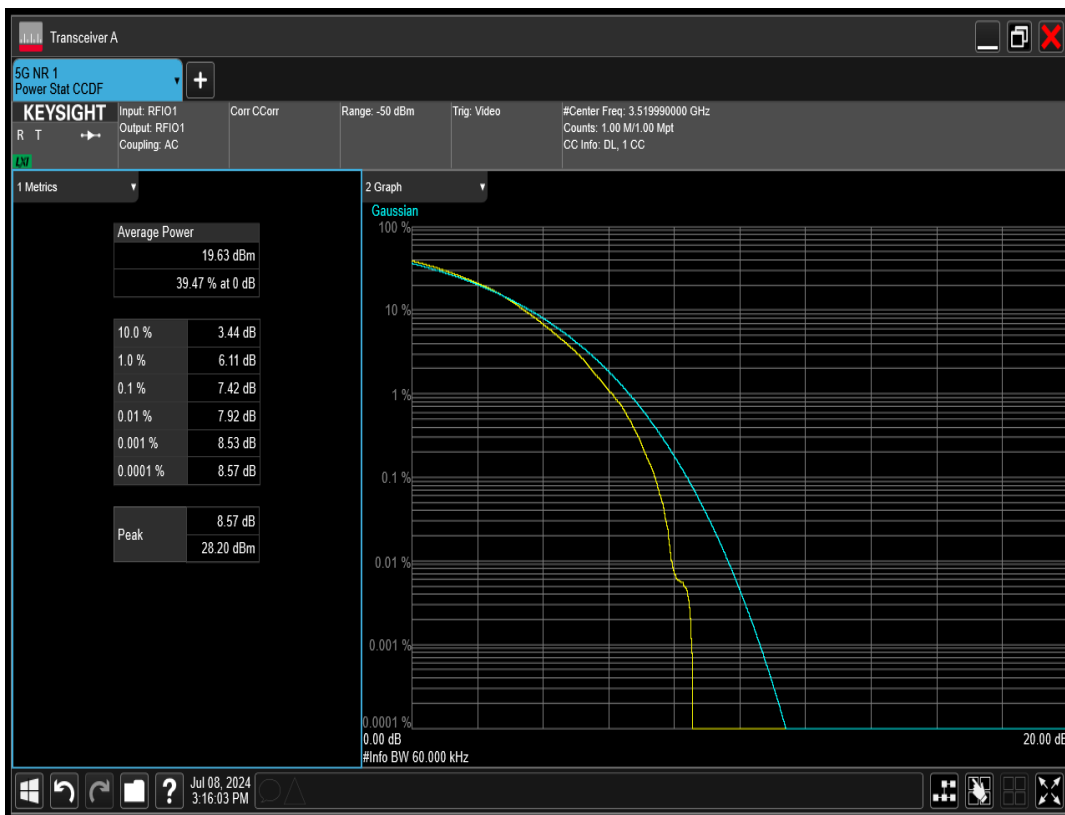 Transceiver A
5G NR 1
Power Stat CCDF
+
KEYSIGHT
R T
LXI
Input: RFIO1
Output: RFIO1
Coupling: AC
Corr CCorr
Range: -50 dBm
Trig: Video
#Center Freq: 3.519990000 GHz
Counts: 1.00 M/1.00 Mpt
CC Info: DL, 1 CC
1 Metrics
Average Power
19.63 dBm
39.47 % at 0 dB
10.0 % 3.44 dB
1.0 % 6.11 dB
0.1 % 7.42 dB
0.01 % 7.92 dB
0.001 % 8.53 dB
0.0001 % 8.57 dB
Peak 8.57 dB
28.20 dBm
2 Graph
Gaussian
100 %
10 %
1 %
0.1 %
0.01 %
0.001 %
0.0001 %
0.00 dB
20.00 dB
#Info BW 60.000 kHz
?
Jul 08, 2024
3:16:03 PM